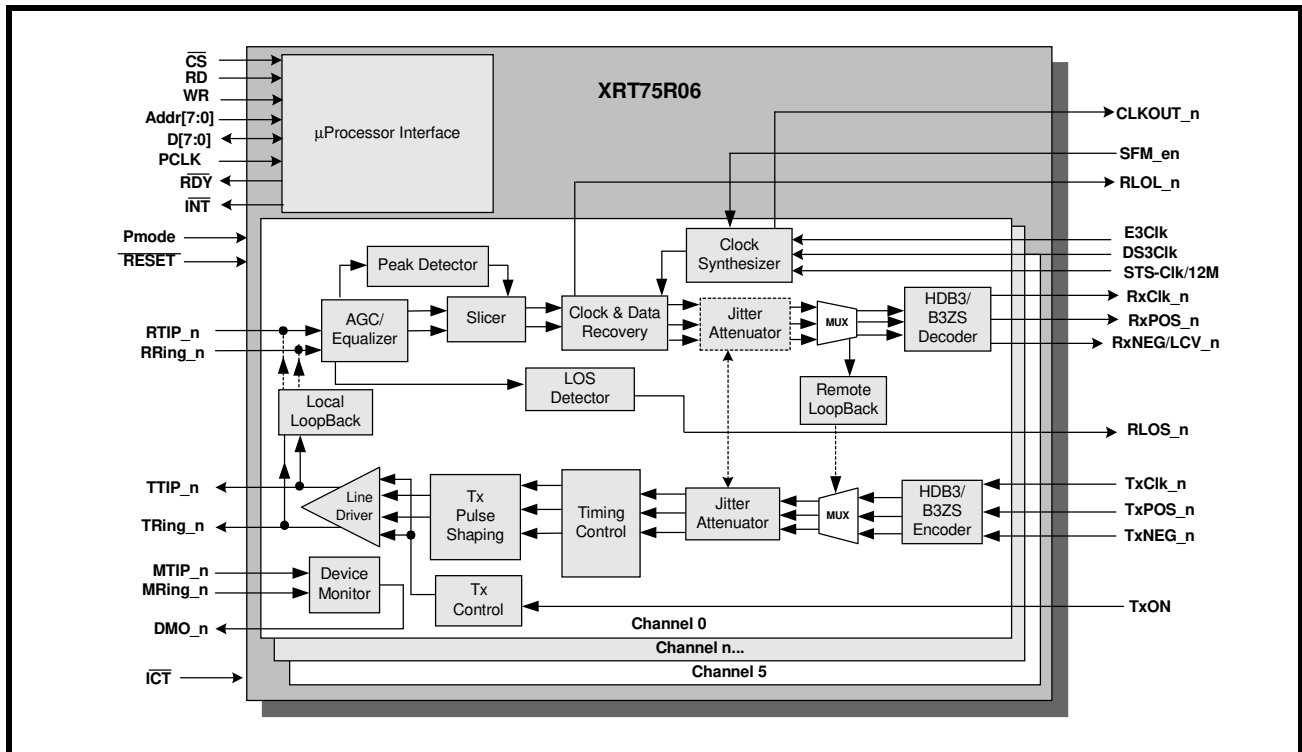 XRT75R06
CS
RD
WR
Addr[7:0]
D[7:0]
PCLK
RDY
INT
Pmode
RESET
µProcessor Interface
CLKOUT_n
SFM_en
RLOL_n
E3Clk
DS3Clk
STS-Clk/12M
Clock
Synthesizer
Peak Detector
RTIP_n
RRing_n
AGC/
Equalizer
Slicer
Clock & Data
Recovery
Jitter
Attenuator
MUX
HDB3/
B3ZS
Decoder
RxClk_n
RxPOS_n
RxNEG/LCV_n
LOS
Detector
Remote
LoopBack
Local
LoopBack
RLOS_n
TTIP_n
TRing_n
Line
Driver
Tx
Pulse
Shaping
Timing
Control
Jitter
Attenuator
MUX
HDB3/
B3ZS
Encoder
TxClk_n
TxPOS_n
TxNEG_n
MTIP_n
MRing_n
DMO_n
Device
Monitor
Tx
Control
TxON
Channel 0
Channel n...
Channel 5
ICT